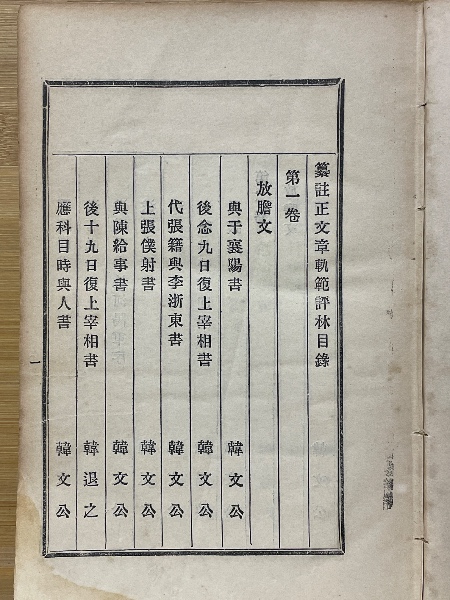 纂註正文章軌範評林目錄
第一卷
放膽文
與于襄陽書 韓文公
後念九日復上宰相書 韓文公
代張籍與李浙東書 韓文公
上張僕射書 韓文公
與陳給事書 韓文公
後十九日復上宰相書 韓退之
應科目時與人書 韓文公
一